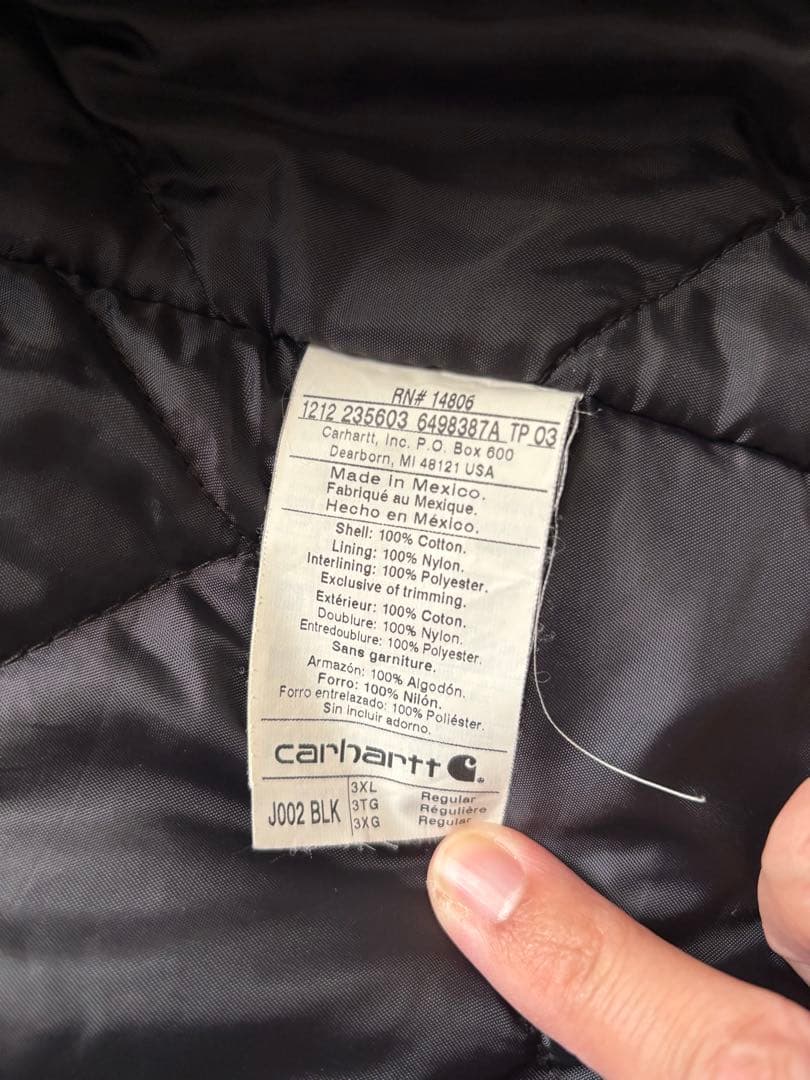 RN# 14806
1212 235603 6498387A TP 03
Carhartt, Inc. P.O. Box 600
Dearborn, MI 48121 USA
Made in Mexico.
Fabriqué au Mexique.
Hecho en México.
Shell: 100% Cotton.
Lining: 100% Nylon.
Interlining: 100% Polyester.
Exclusive of trimming.
Extérieur: 100% Coton.
Doublure: 100% Nylon.
Entredoublure: 100% Polyester.
Sans garniture.
Armazón: 100% Algodón.
Forro: 100% Nilón.
Forro entrelazado: 100% Poliéster.
Sin incluir adorno.
carhartt
J002 BLK
3XL Regular
3TG Régulière
3XG Regular